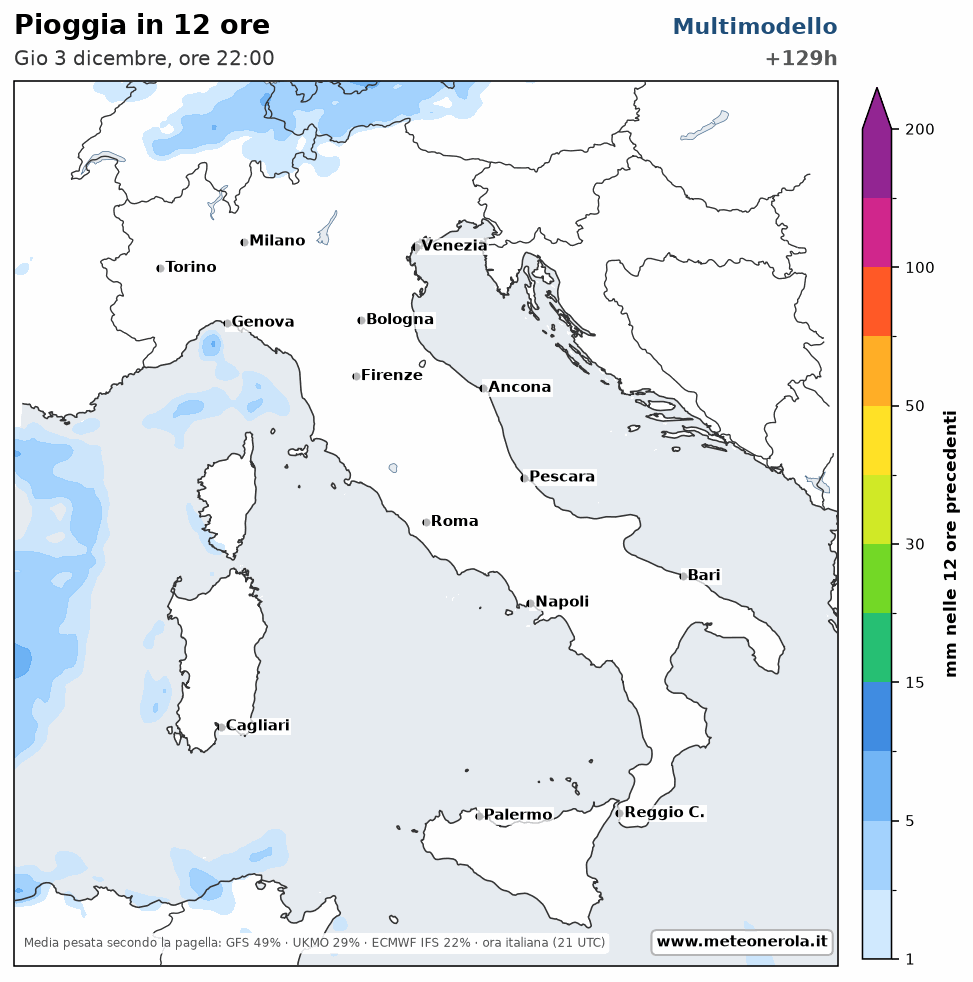 Pioggia in 12 ore
Multimodello
Gio 3 dicembre, ore 22:00
+129h
200
100
50
30
15
5
1
mm nelle 12 ore precedenti
Milano
Venezia
Torino
Genova
Bologna
Firenze
Ancona
Pescara
Roma
Bari
Napoli
Cagliari
Palermo
Reggio C.
Media pesata secondo la pagella: GFS 49% · UKMO 29% · ECMWF IFS 22% · ora italiana (21 UTC)
www.meteonerola.it